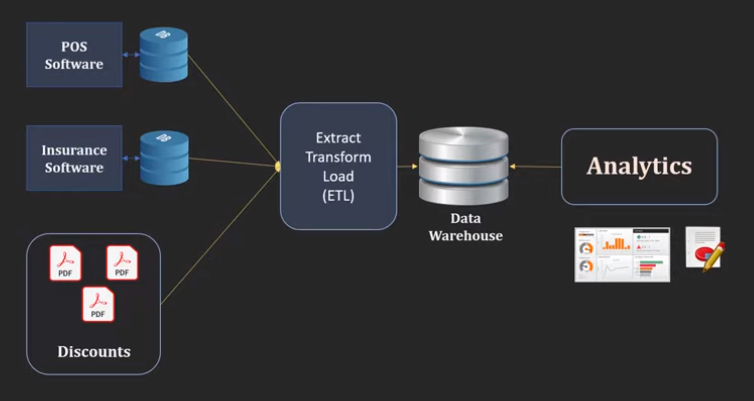 POS
Software
Insurance
Software
PDF
PDF
PDF
Discounts
Extract
Transform
Load
(ETL)
Data
Warehouse
Analytics